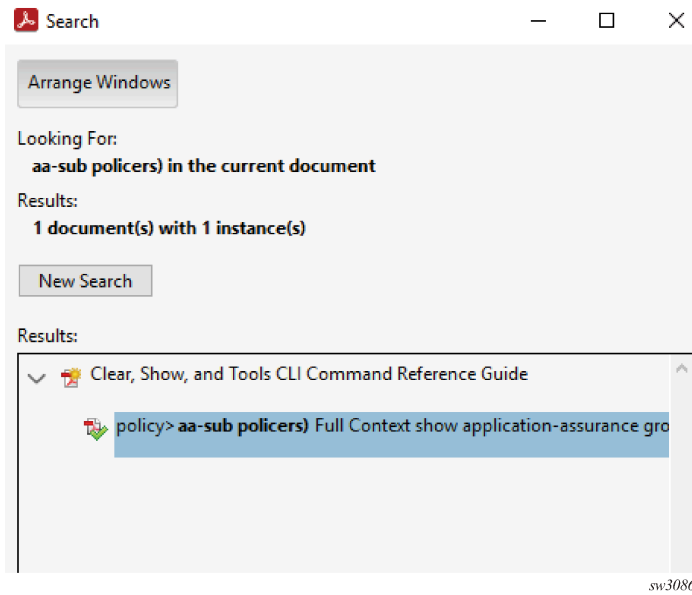 Search
Arrange Windows
Looking For:
aa-sub policers) in the current document
Results:
1 document(s) with 1 instance(s)
New Search
Results:
Clear, Show, and Tools CLI Command Reference Guide
policy> aa-sub policers) Full Context show application-assurance gro
sw3086